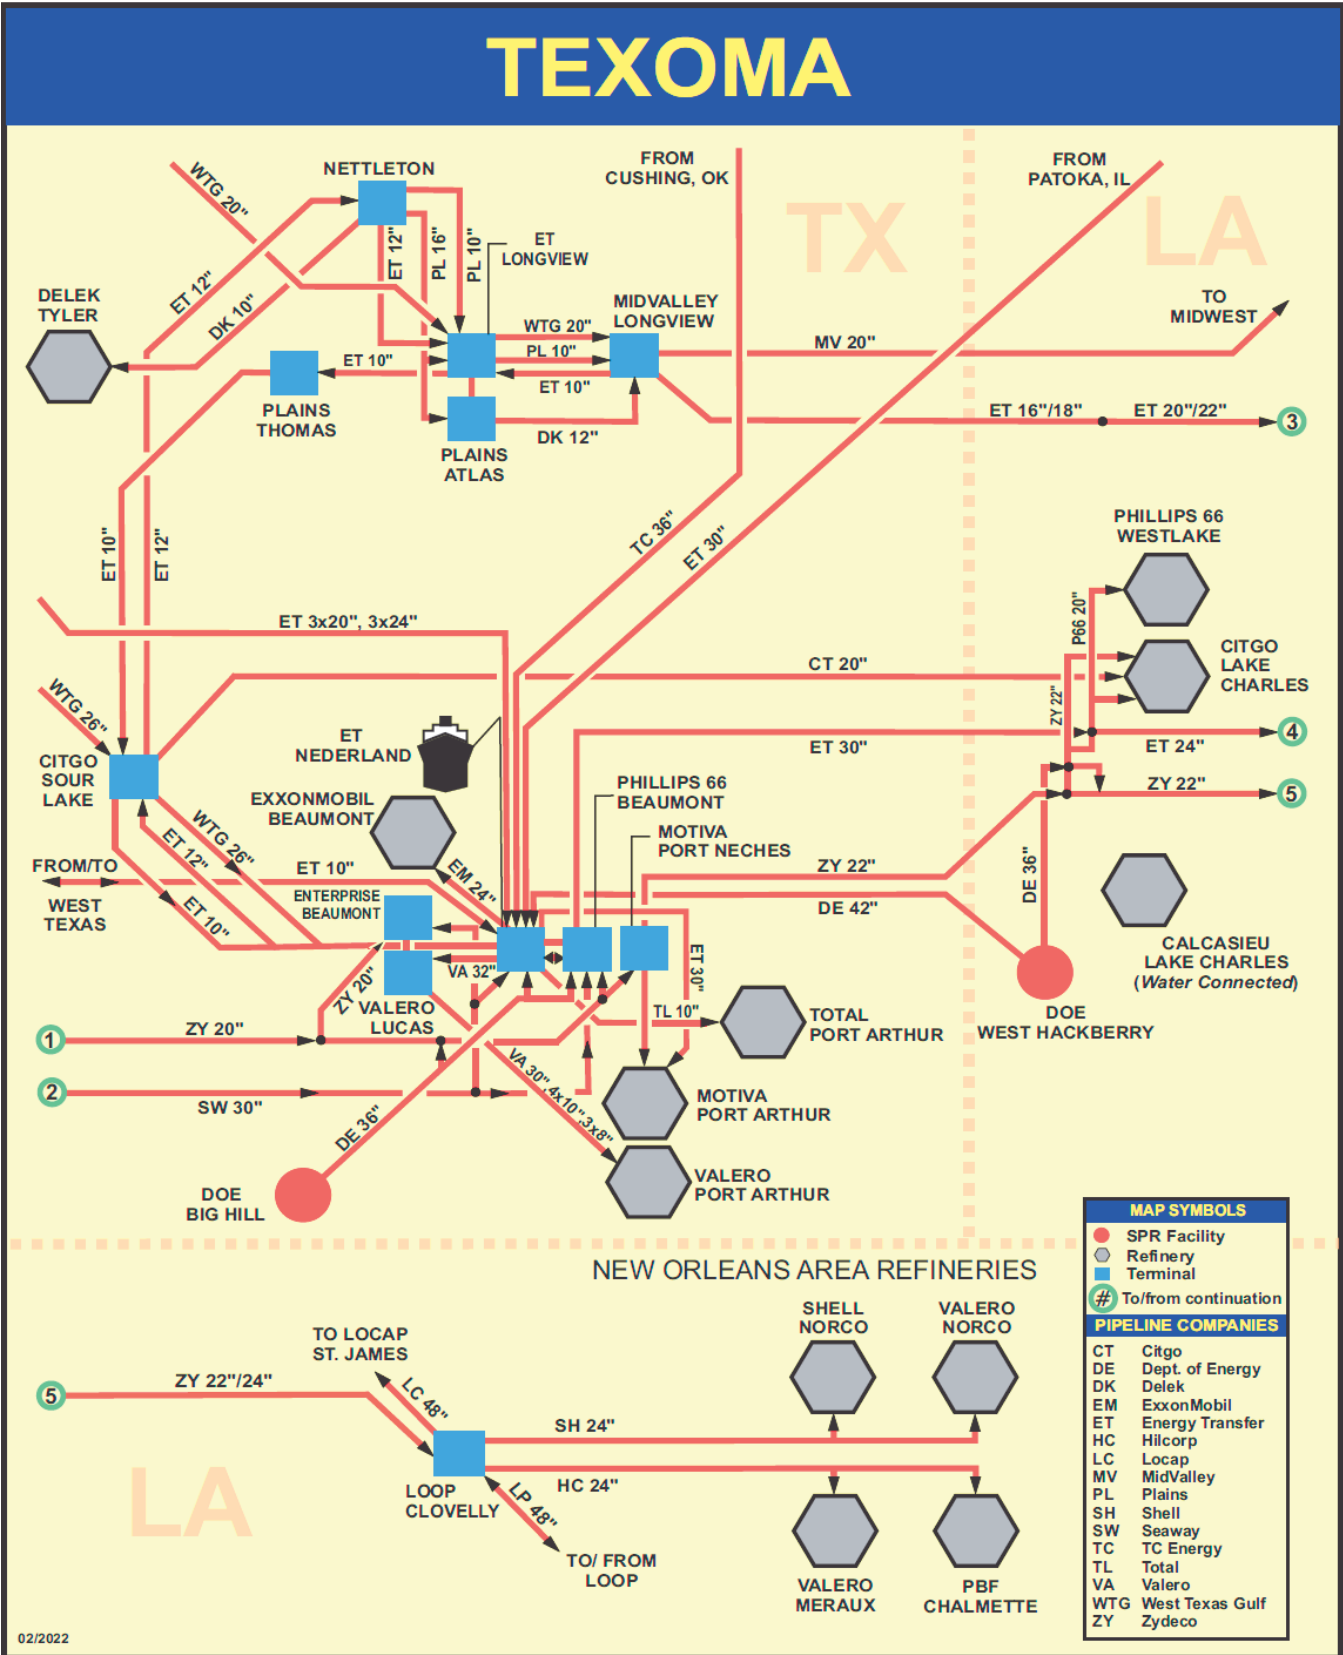 TEXOMA
WTG 20"
NETTLETON
FROM
CUSHING, OK
FROM
PATOKA, IL
TX
LA
ET 12"
PL 16"
PL 10"
ET
LONGVIEW
ET 12"
DK 10"
DELEK
TYLER
MIDVALLEY
LONGVIEW
TO
MIDWEST
WTG 20"
PL 10"
ET 10"
MV 20"
ET 10"
PLAINS
THOMAS
DK 12"
PLAINS
ATLAS
ET 16"/18"
ET 20"/22"
3
ET 10"
ET 12"
TC 36"
ET 30"
PHILLIPS 66
WESTLAKE
P66 20"
ET 3x20", 3x24"
CT 20"
CITGO
LAKE
CHARLES
ZY 22"
WTG 26"
ET
NEDERLAND
ET 30"
ET 24"
4
CITGO
SOUR
LAKE
PHILLIPS 66
BEAUMONT
ZY 22"
5
EXXONMOBIL
BEAUMONT
WTG 26"
ET 12"
MOTIVA
PORT NECHES
FROM/TO
WEST
TEXAS
ET 10"
EM 24"
ZY 22"
DE 42"
DE 36"
ENTERPRISE
BEAUMONT
ET 10"
CALCASIEU
LAKE CHARLES
(Water Connected)
VA 32"
ET 30"
ZY 20"
VALERO
LUCAS
TL 10"
TOTAL
PORT ARTHUR
DOE
WEST HACKBERRY
1
ZY 20"
2
SW 30"
VA 30",4x10",3x8"
MOTIVA
PORT ARTHUR
DE 36"
VALERO
PORT ARTHUR
DOE
BIG HILL
NEW ORLEANS AREA REFINERIES
SHELL
NORCO
VALERO
NORCO
TO LOCAP
ST. JAMES
5
ZY 22"/24"
LC 48"
SH 24"
HC 24"
LA
LOOP
CLOVELLY
LP 48"
TO/ FROM
LOOP
VALERO
MERAUX
PBF
CHALMETTE
MAP SYMBOLS
SPR Facility
Refinery
Terminal
# To/from continuation
PIPELINE COMPANIES
CT Citgo
DE Dept. of Energy
DK Delek
EM ExxonMobil
ET Energy Transfer
HC Hilcorp
LC Locap
MV MidValley
PL Plains
SH Shell
SW Seaway
TC TC Energy
TL Total
VA Valero
WTG West Texas Gulf
ZY Zydeco
02/2022